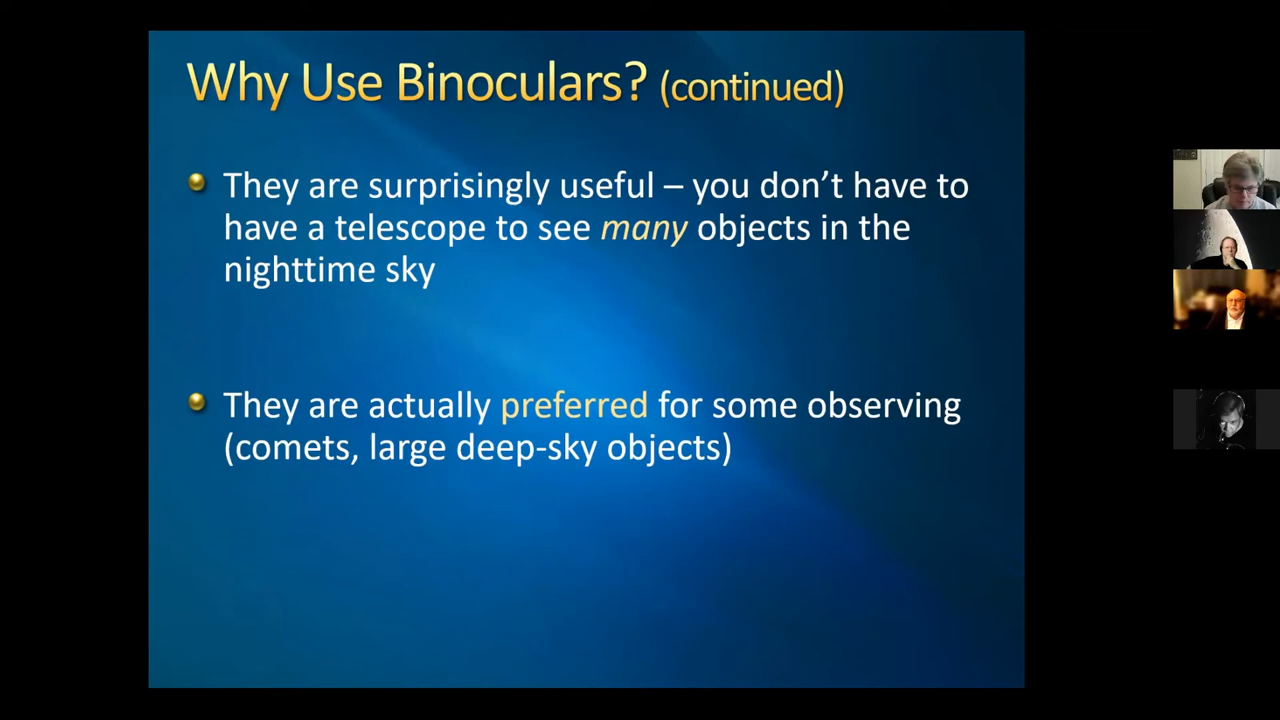 Why Use Binoculars? (continued)
They are surprisingly useful – you don’t have to
have a telescope to see many objects in the
nighttime sky
They are actually preferred for some observing
(comets, large deep-sky objects)